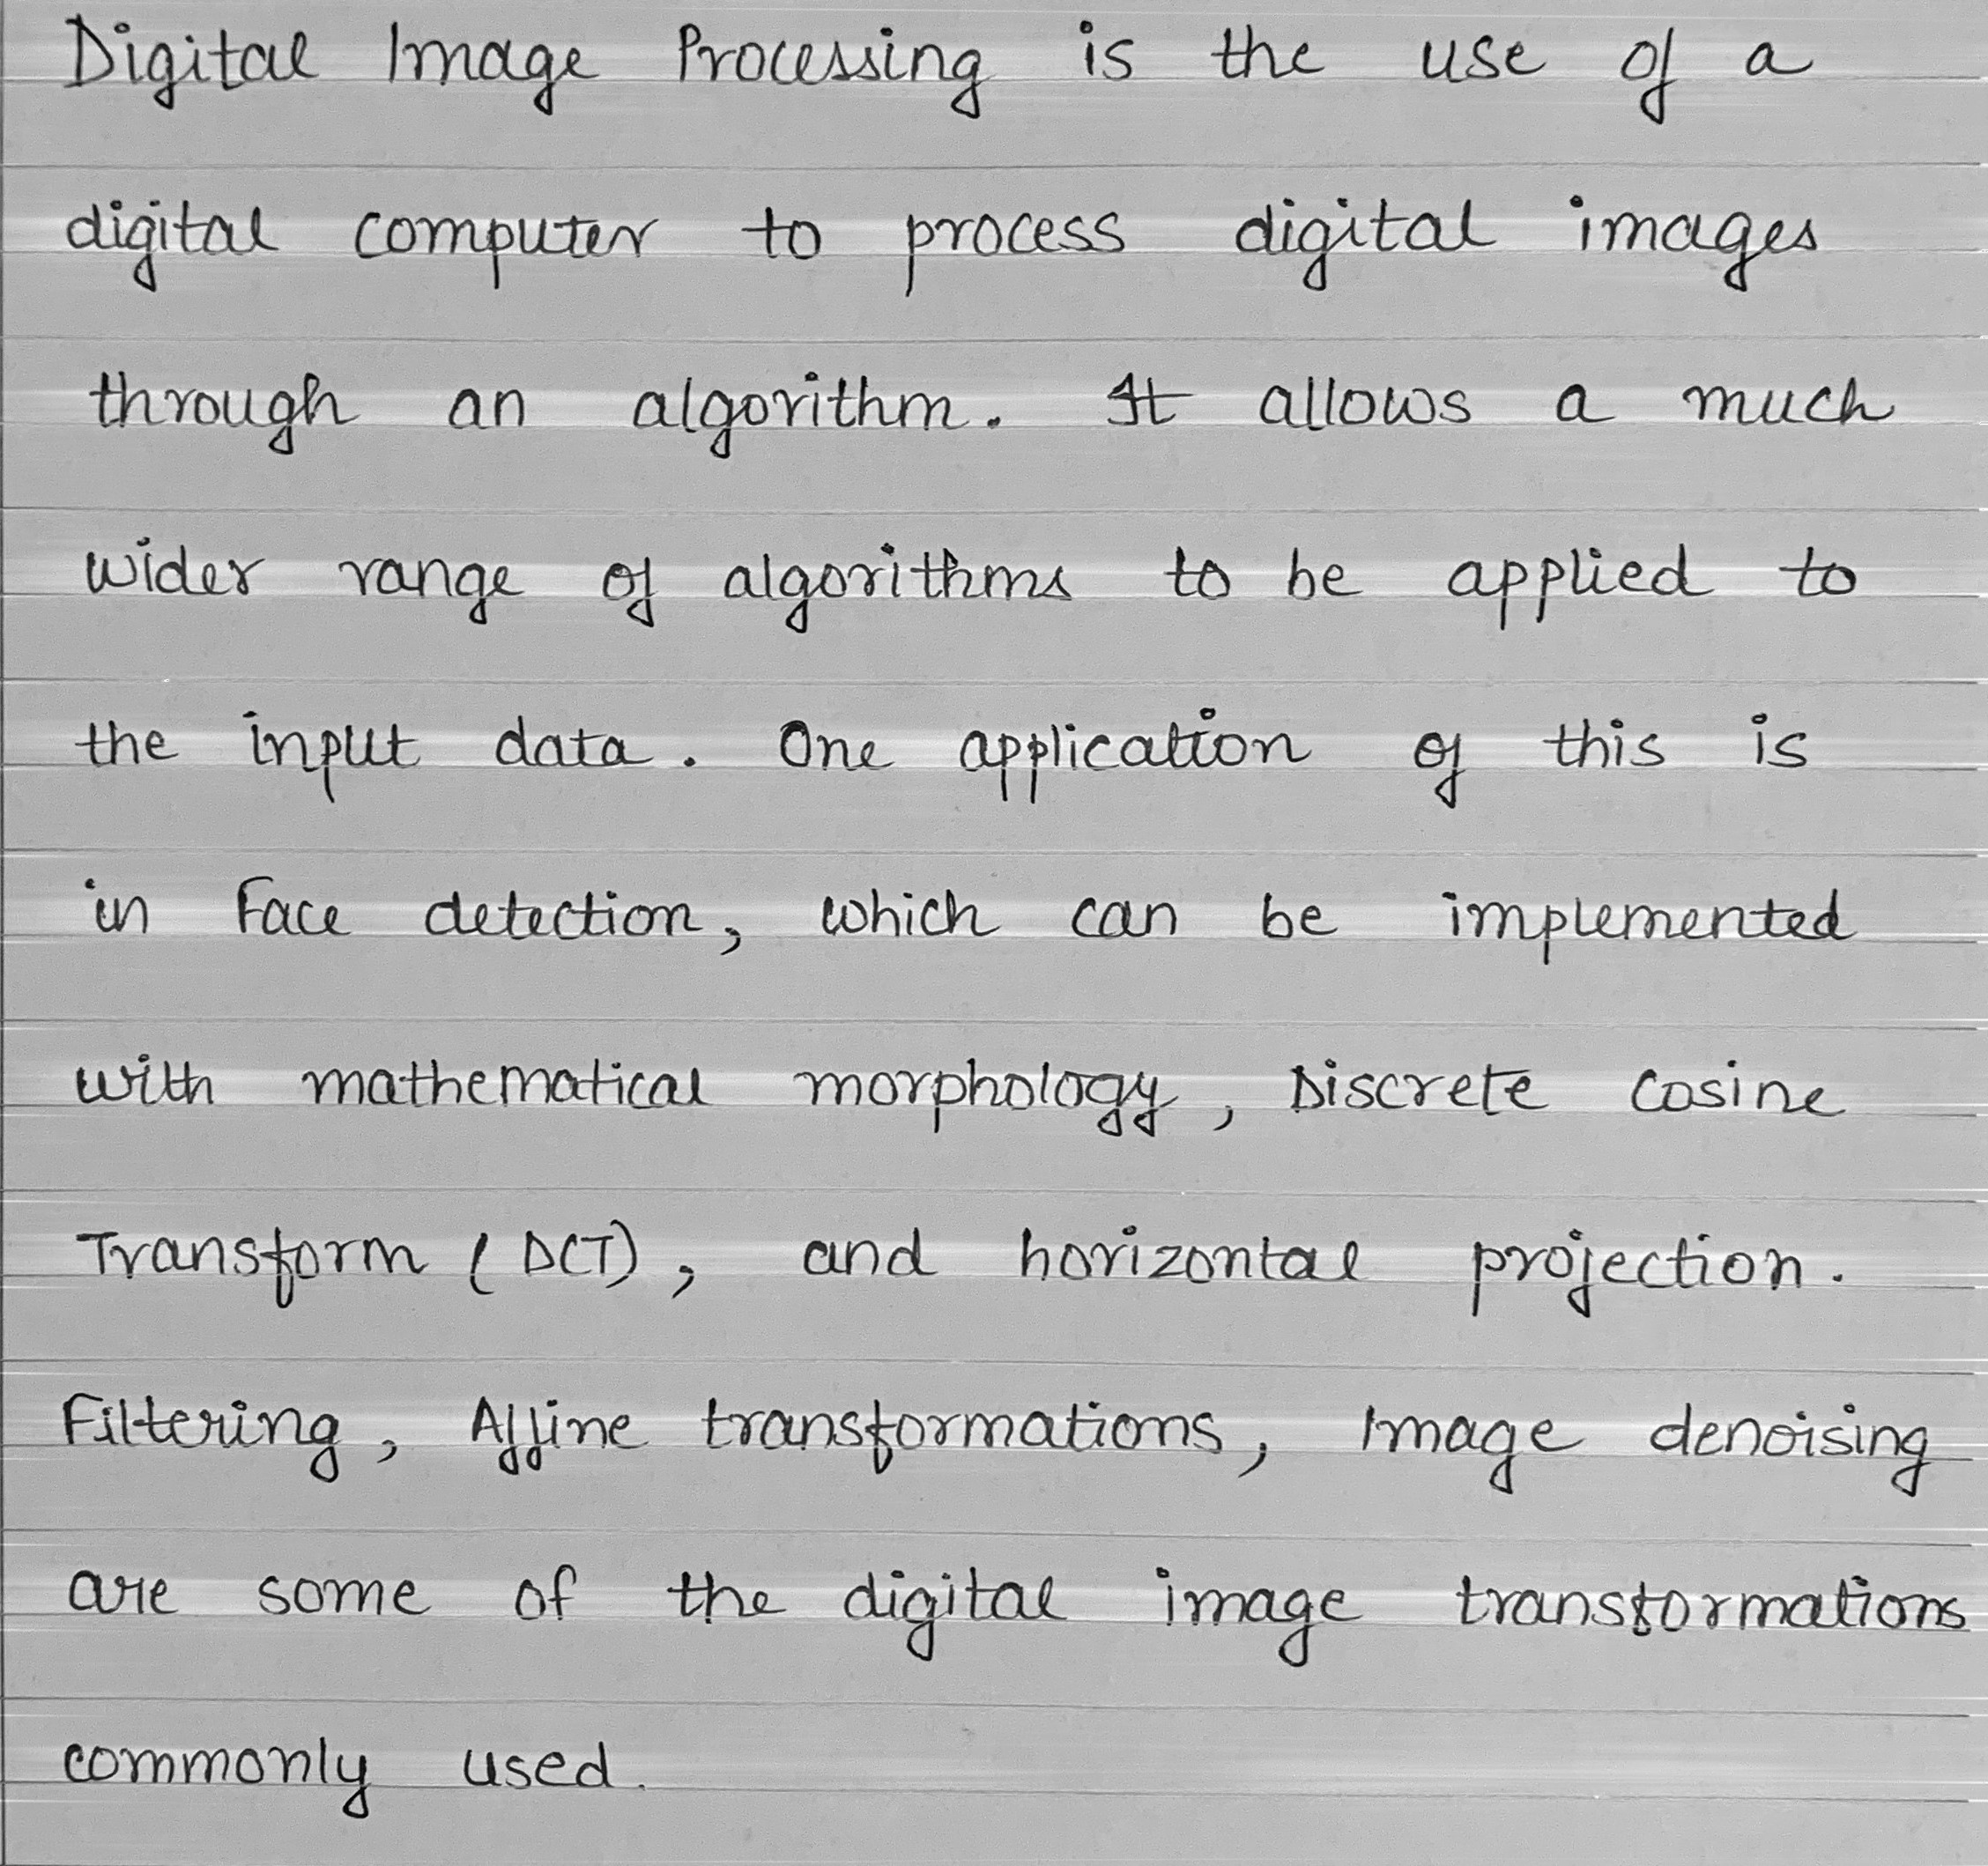 Digital Image Processing is the use of a
digital computer to process digital images
through an algorithm. It allows a much
wider range of algorithms to be applied to
the input data. One application of this is
in Face detection, which can be implemented
with mathematical morphology, Discrete Cosine
Transform (DCT), and horizontal projection.
Filtering, Affine transformations, Image denoising
are some of the digital image transformations
commonly used.